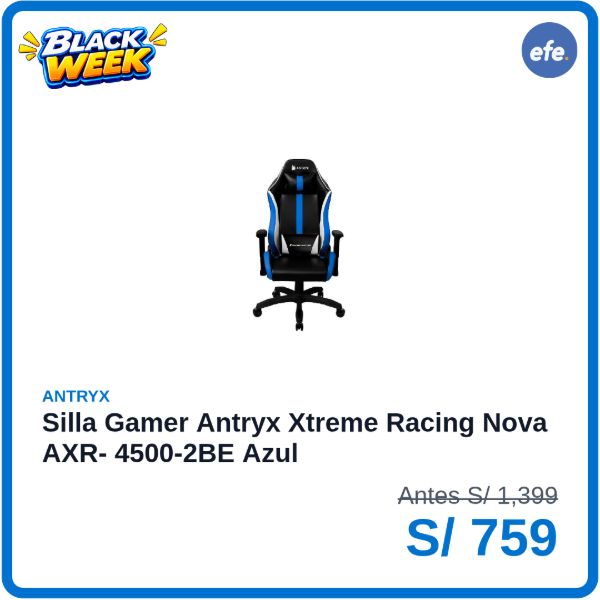 BLACK
WEEK
efe.
ANTRYX
Silla Gamer Antryx Xtreme Racing Nova
AXR- 4500-2BE Azul
Antes S/ 1,399
S/ 759